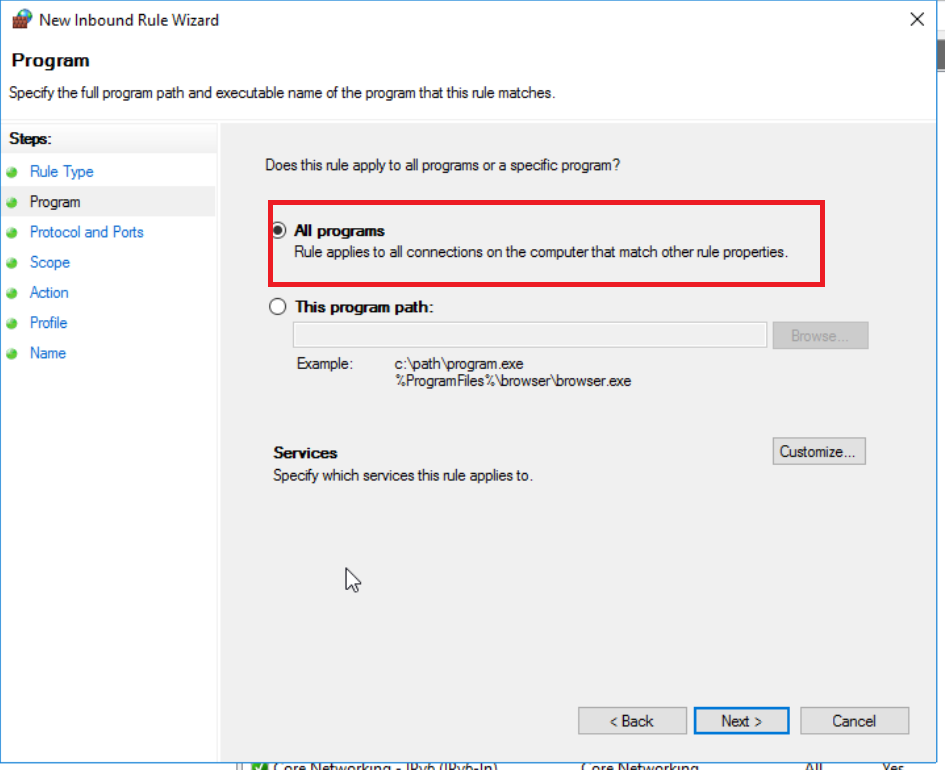 New Inbound Rule Wizard
Program
Specify the full program path and executable name of the program that this rule matches.
Steps:
Rule Type
Program
Protocol and Ports
Scope
Action
Profile
Name
Does this rule apply to all programs or a specific program?
All programs
Rule applies to all connections on the computer that match other rule properties.
This program path:
Browse...
Example:
c:\path\program.exe
%ProgramFiles%\browser\browser.exe
Services
Customize...
Specify which services this rule applies to.
< Back
Next >
Cancel
Core Networking - IPv6 (IPv6-In)
Core Networking
All
Yes